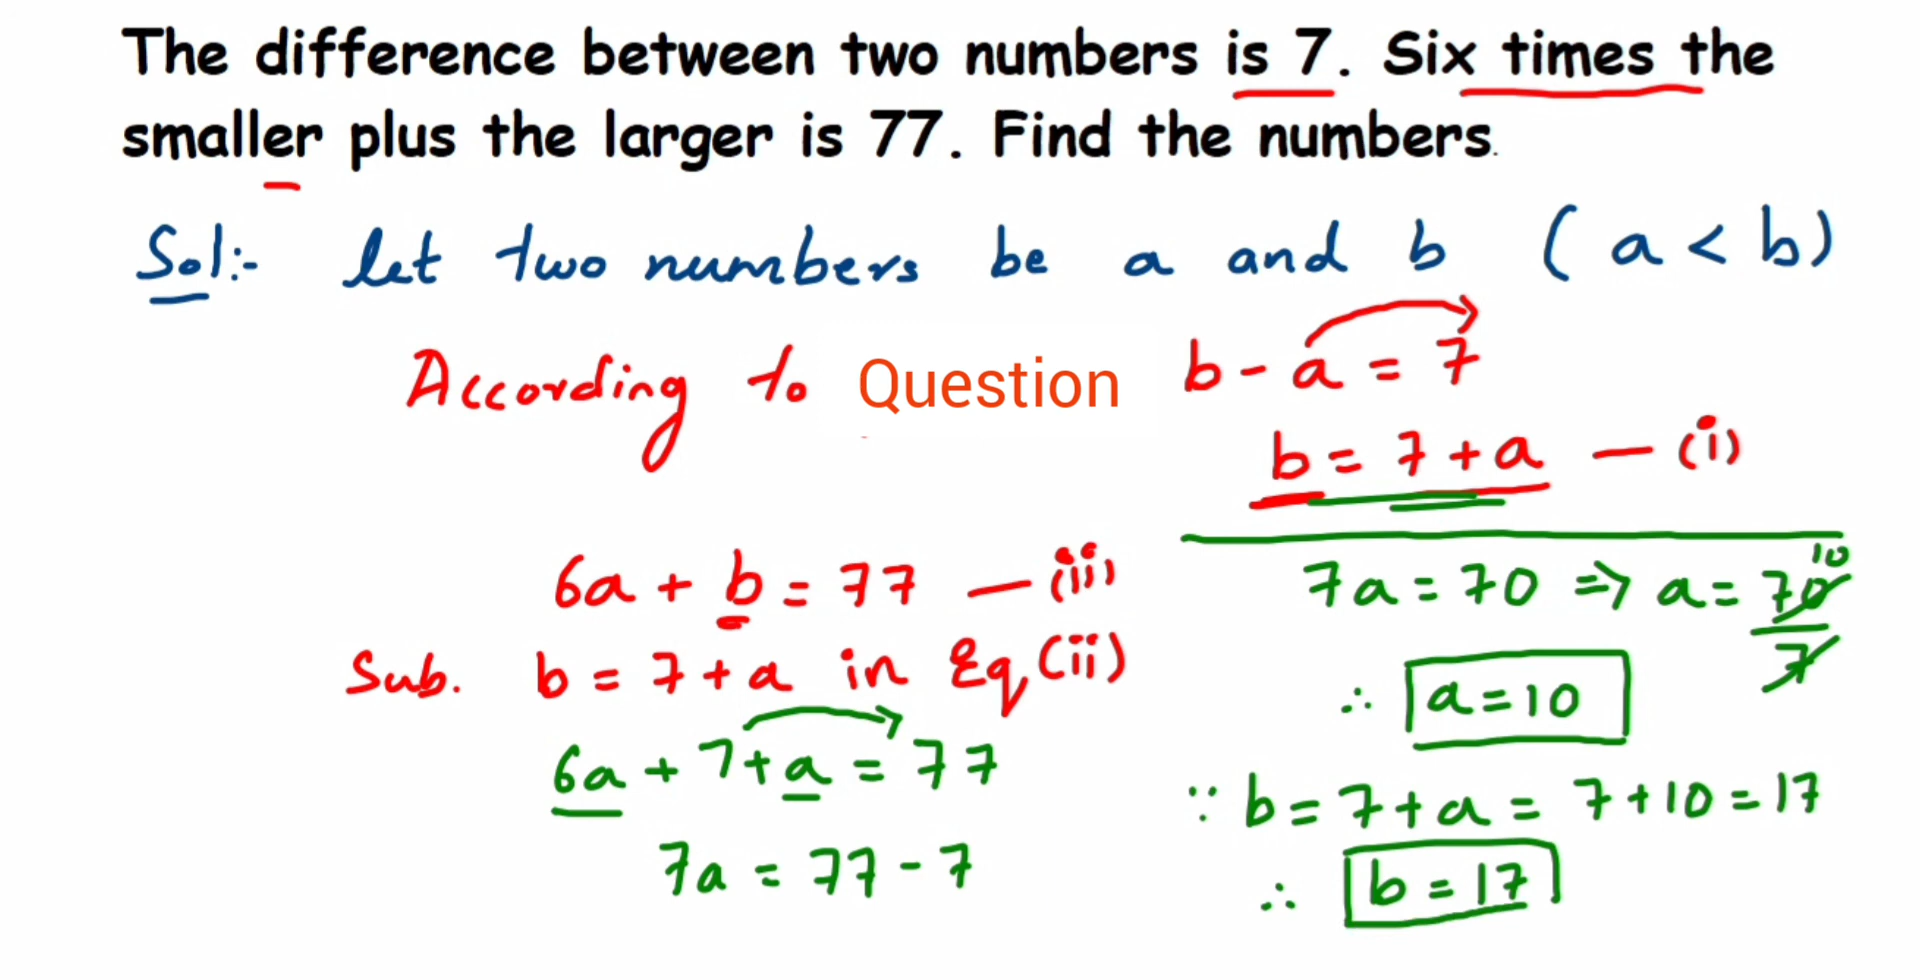 The difference between two numbers is 7. Six times the
smaller plus the larger is 77. Find the numbers.
Sol:- let two numbers be a and b (a < b)
According to Question b - a = 7
b = 7 + a — (i)
6a + b = 77 — (ii)
Sub. b = 7 + a in Eq (ii)
6a + 7 + a = 77
7a = 77 - 7
7a = 70 ⇒ a = 70/7 10
∴ a = 10
∵ b = 7 + a = 7 + 10 = 17
∴ b = 17